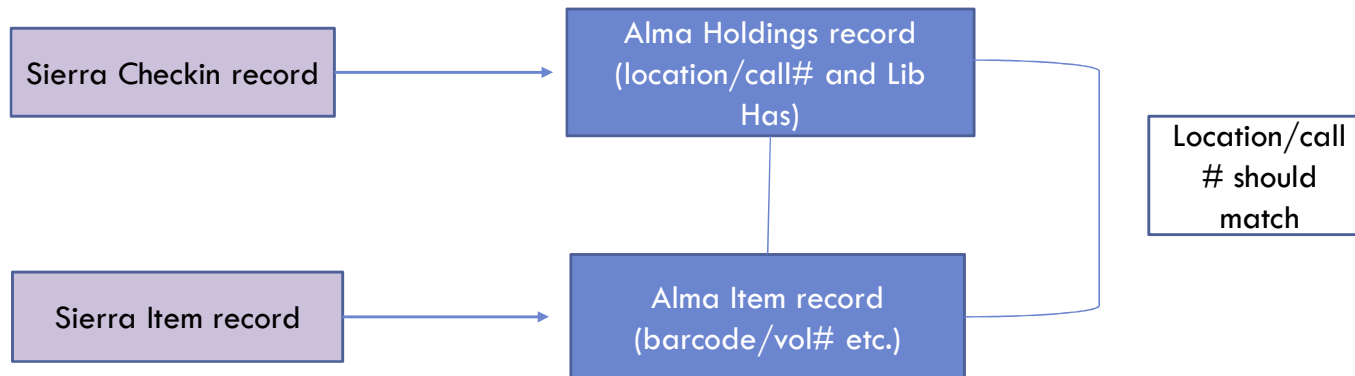 Sierra Checkin record
Alma Holdings record
(location/call# and Lib
Has)
Location/call
# should
match
Sierra Item record
Alma Item record
(barcode/vol# etc.)